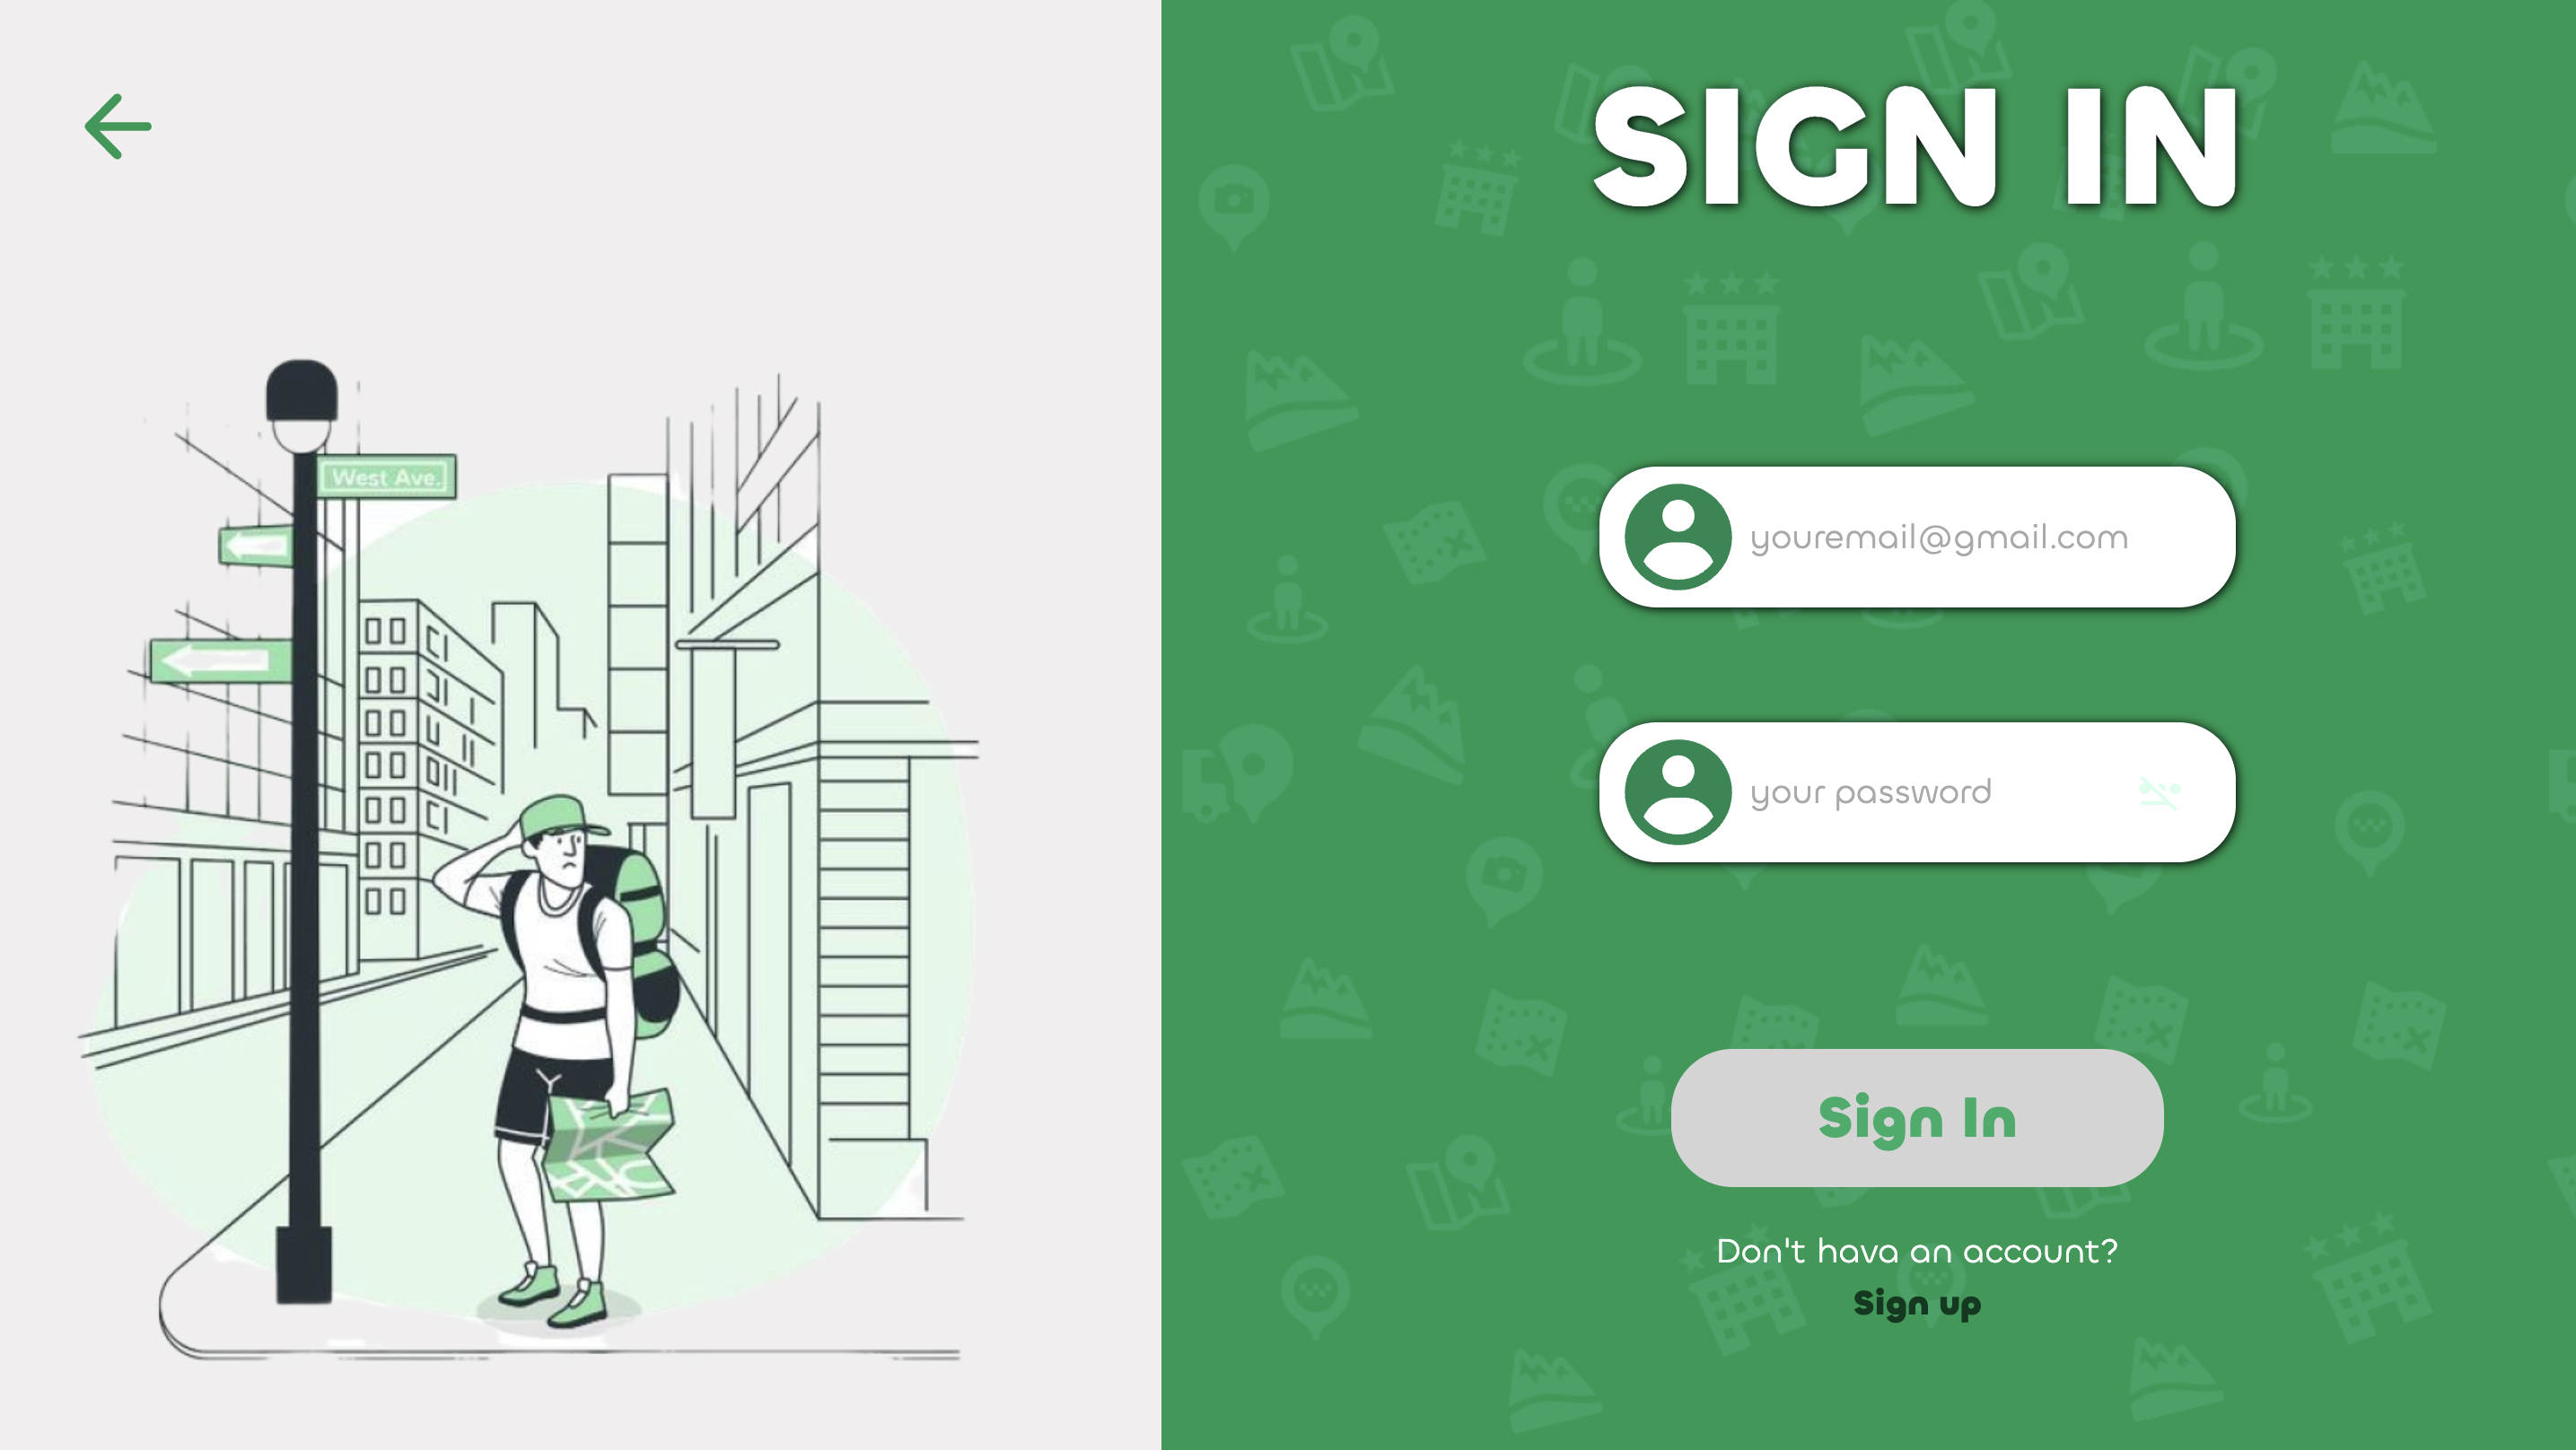 SIGN IN
West Ave.
youremail@gmail.com
your password
Sign In
Don't hava an account?
Sign up